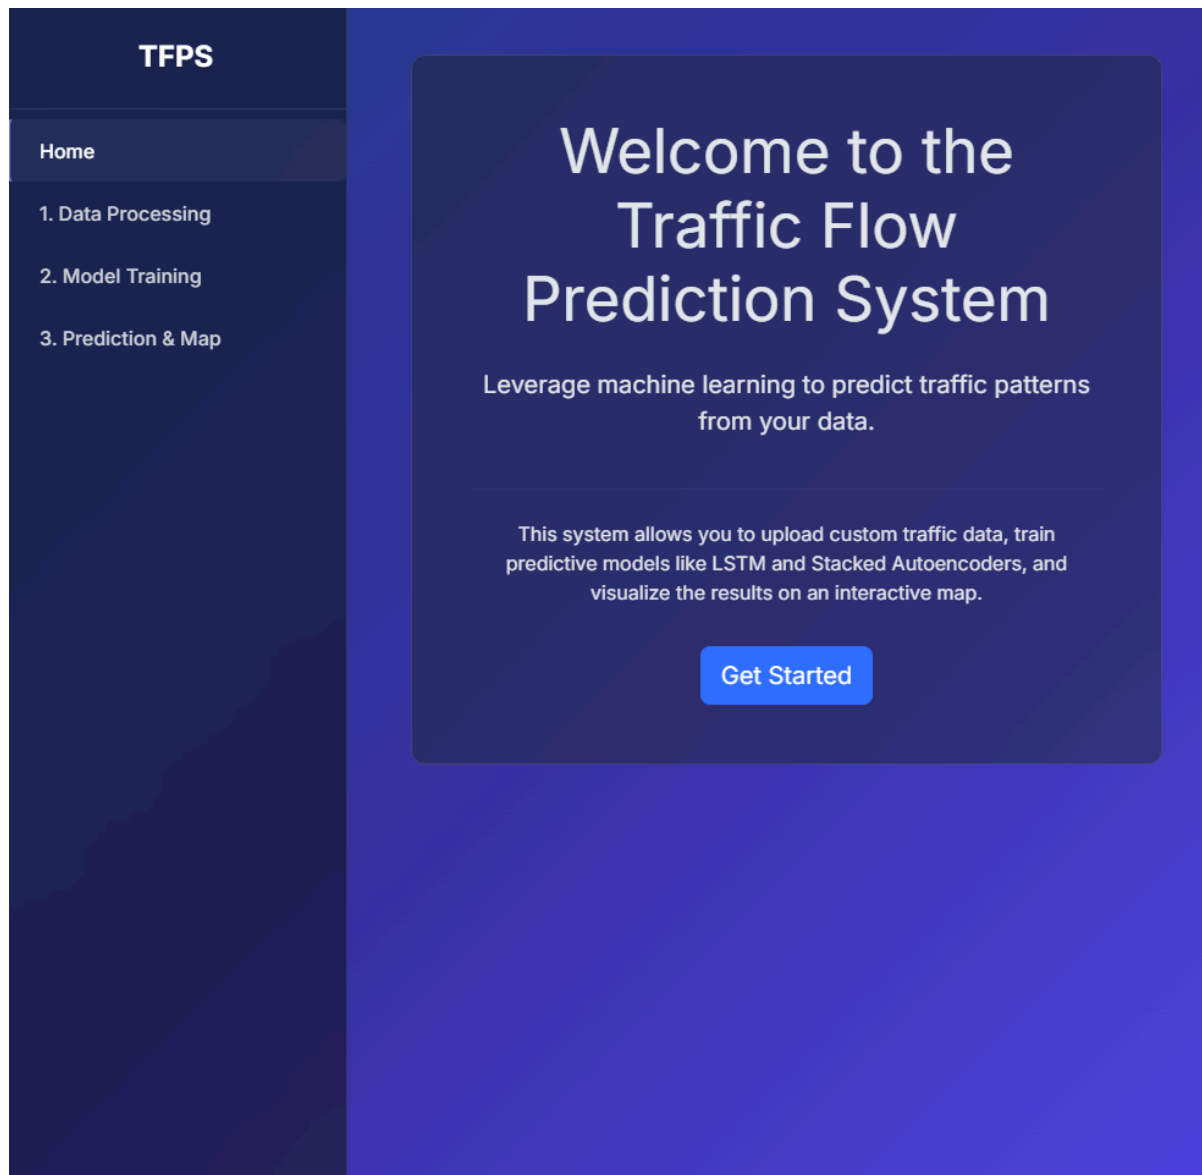 TFPS
Home
1. Data Processing
2. Model Training
3. Prediction & Map
Welcome to the
Traffic Flow
Prediction System
Leverage machine learning to predict traffic patterns
from your data.
This system allows you to upload custom traffic data, train
predictive models like LSTM and Stacked Autoencoders, and
visualize the results on an interactive map.
Get Started